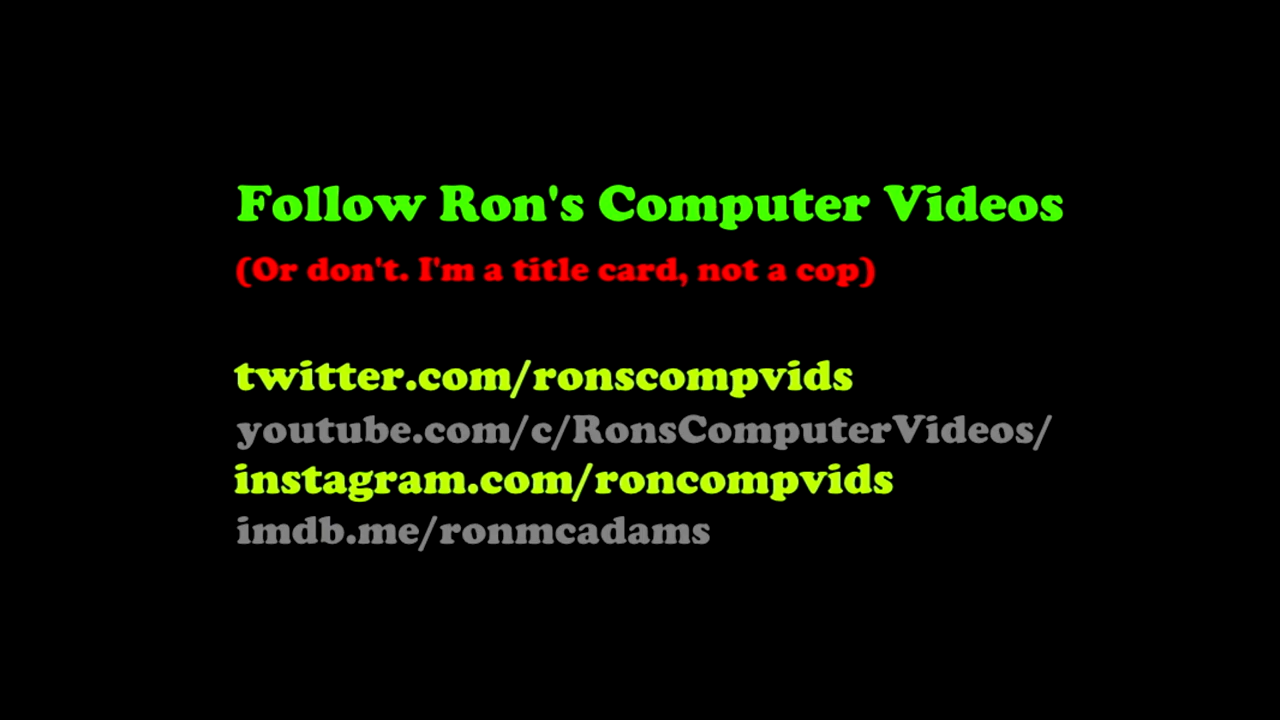 Follow Ron's Computer Videos
(Or don't. I'm a title card, not a cop)
twitter.com/ronscompvids
youtube.com/c/RonsComputerVideos/
instagram.com/roncompvids
imdb.me/ronmcadams